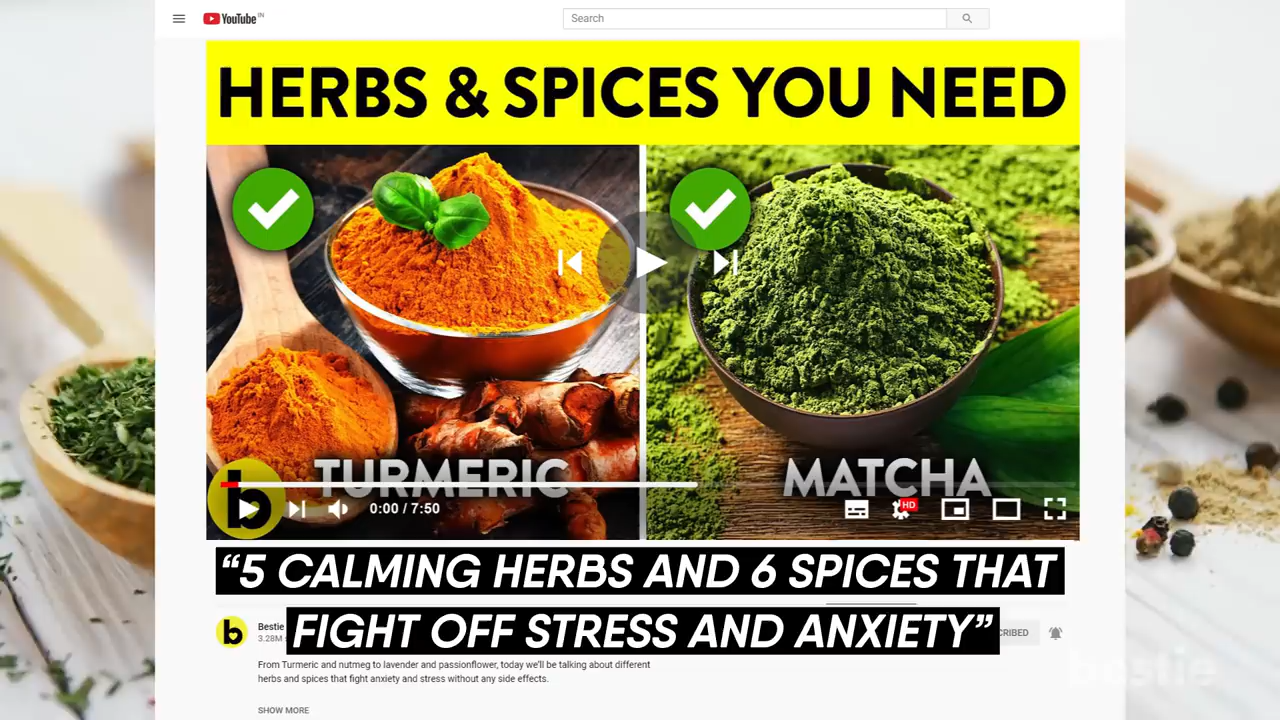 YouTube IN
Search
HERBS & SPICES YOU NEED
TURMERIC
MATCHA
b
HD
0:00 / 7:50
“5 CALMING HERBS AND 6 SPICES THAT
FIGHT OFF STRESS AND ANXIETY”
b
Bestie
3.28M
From Turmeric and nutmeg to lavender and passionflower, today we'll be talking about different
herbs and spices that fight anxiety and stress without any side effects.
SHOW MORE
bestie